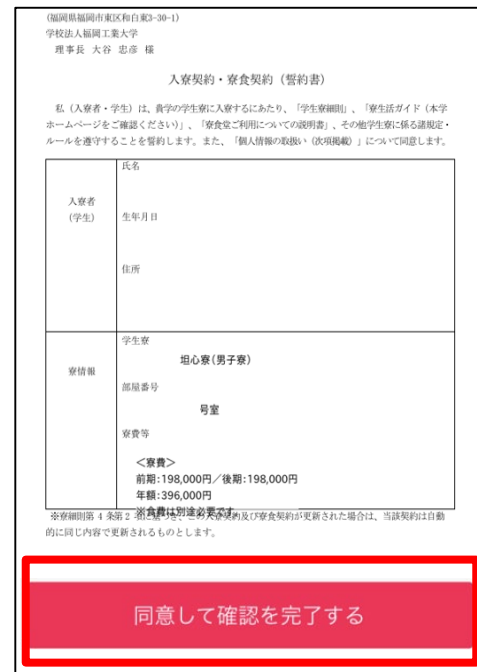 (福岡県福岡市東区和白東3-30-1)
学校法人福岡工業大学
理事長 大谷 忠彦 様
入寮契約・寮食契約（誓約書）
私（入寮者・学生）は、貴学の学生寮に入寮するにあたり、「学生寮細則」、「寮生活ガイド（本学
ホームページをご確認ください）」、「寮食堂ご利用についての説明書」、その他学生寮に係る諸規定・
ルールを遵守することを誓約します。また、「個人情報の取扱い（次項掲載）」について同意します。
入寮者
(学生)
氏名
生年月日
住所
寮情報
学生寮
坦心寮(男子寮)
部屋番号
号室
寮費等
＜寮費＞
前期:198,000円／後期:198,000円
年額:396,000円
※食費は別途必要です。
※寮細則第 4 条第 2 項に基づき、この入寮契約及び寮食契約が更新された場合は、当該契約は自動
的に同じ内容で更新されるものとします。
同意して確認を完了する